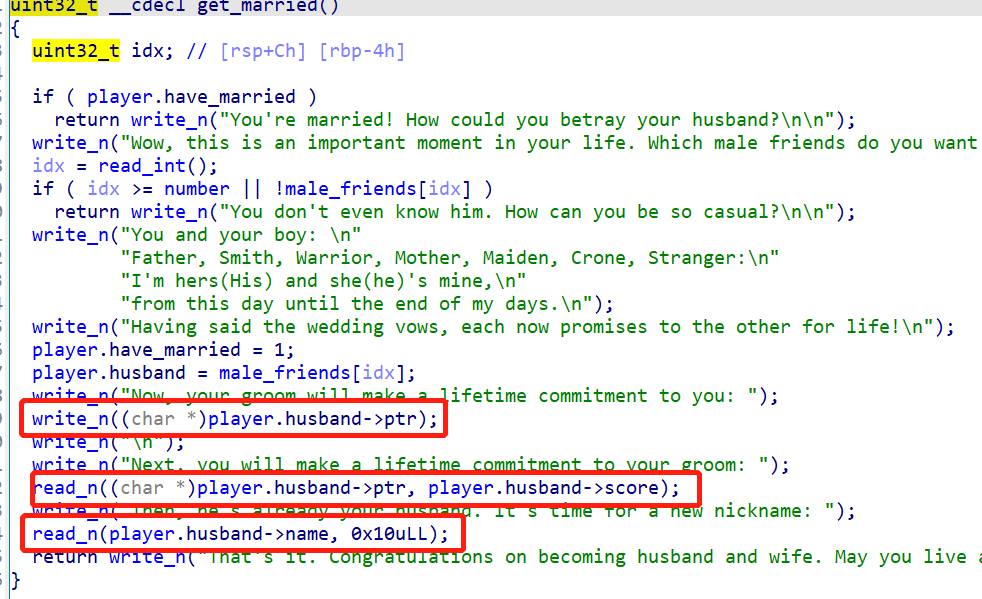 uint32_t __cdecl get_married()
{
uint32_t idx; // [rsp+Ch] [rbp-4h]
if ( player.have_married )
return write_n("You're married! How could you betray your husband?\n\n");
write_n("Wow, this is an important moment in your life. Which male friends do you want
idx = read_int();
if ( idx >= number || !male_friends[idx] )
return write_n("You don't even know him. How can you be so casual?\n\n");
write_n("You and your boy: \n"
"Father, Smith, Warrior, Mother, Maiden, Crone, Stranger:\n"
"I'm hers(His) and she(he)'s mine,\n"
"from this day until the end of my days.\n");
write_n("Having said the wedding vows, each now promises to the other for life!\n");
player.have_married = 1;
player.husband = male_friends[idx];
write_n("Now, your groom will make a lifetime commitment to you: ");
write_n((char *)player.husband->ptr);
write_n("\n");
write_n("Next, you will make a lifetime commitment to your groom: ");
read_n((char *)player.husband->ptr, player.husband->score);
write_n("Then, he's already your husband. It's time for a new nickname: ");
read_n(player.husband->name, 0x10uLL);
return write_n("That's it. Congratulations on becoming husband and wife. May you live
}